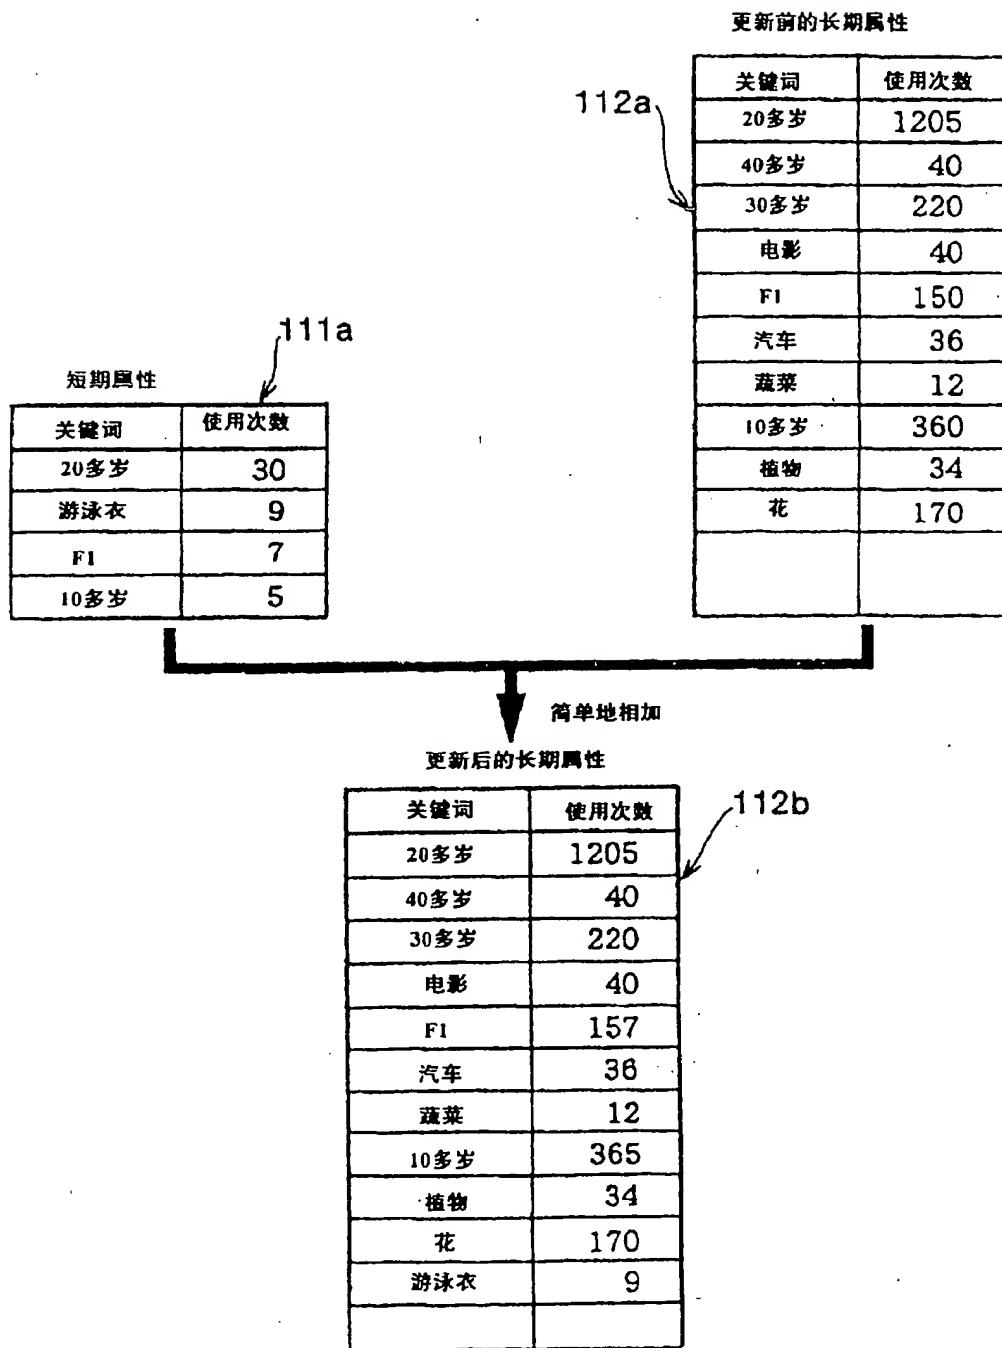 更新前的长期属性
关键词 使用次数
20多岁 1205
40多岁 40
30多岁 220
电影 40
F1 150
汽车 36
蔬菜 12
10多岁 360
植物 34
花 170
112a
111a
短期属性
关键词 使用次数
20多岁 30
游泳衣 9
F1 7
10多岁 5
简单地相加
更新后的长期属性
112b
关键词 使用次数
20多岁 1205
40多岁 40
30多岁 220
电影 40
F1 157
汽车 36
蔬菜 12
10多岁 365
植物 34
花 170
游泳衣 9